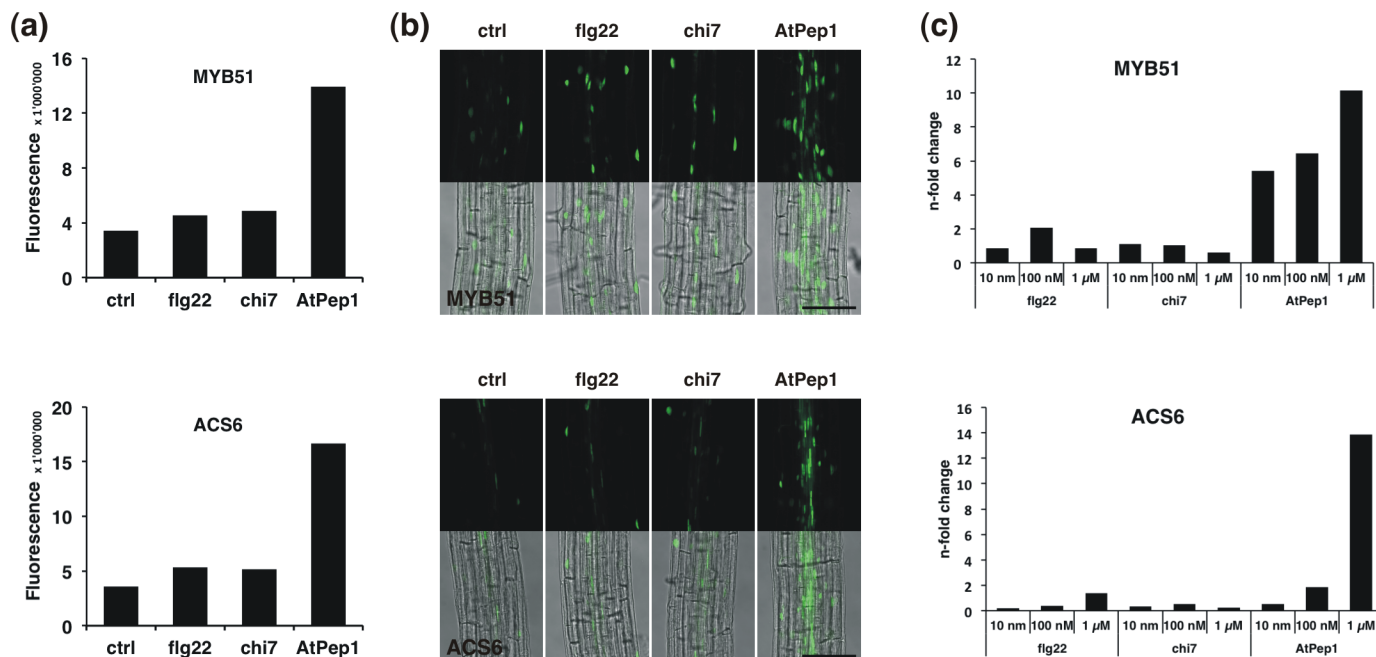 (a)
MYB51
Fluorescence x 1'000'000
16
12
8
4
0
ctrl flg22 chi7 AtPep1
(b)
ctrl flg22 chi7 AtPep1
MYB51
(c)
MYB51
n-fold change
12
10
8
6
4
2
0
10 nm 100 nM 1 µM 10 nm 100 nM 1 µM 10 nm 100 nM 1 µM
flg22 chi7 AtPep1
ACS6
Fluorescence x 1'000'000
20
15
10
5
0
ctrl flg22 chi7 AtPep1
ctrl flg22 chi7 AtPep1
ACS6
ACS6
n-fold change
16
14
12
10
8
6
4
2
0
10 nm 100 nM 1 µM 10 nm 100 nM 1 µM 10 nm 100 nM 1 µM
flg22 chi7 AtPep1